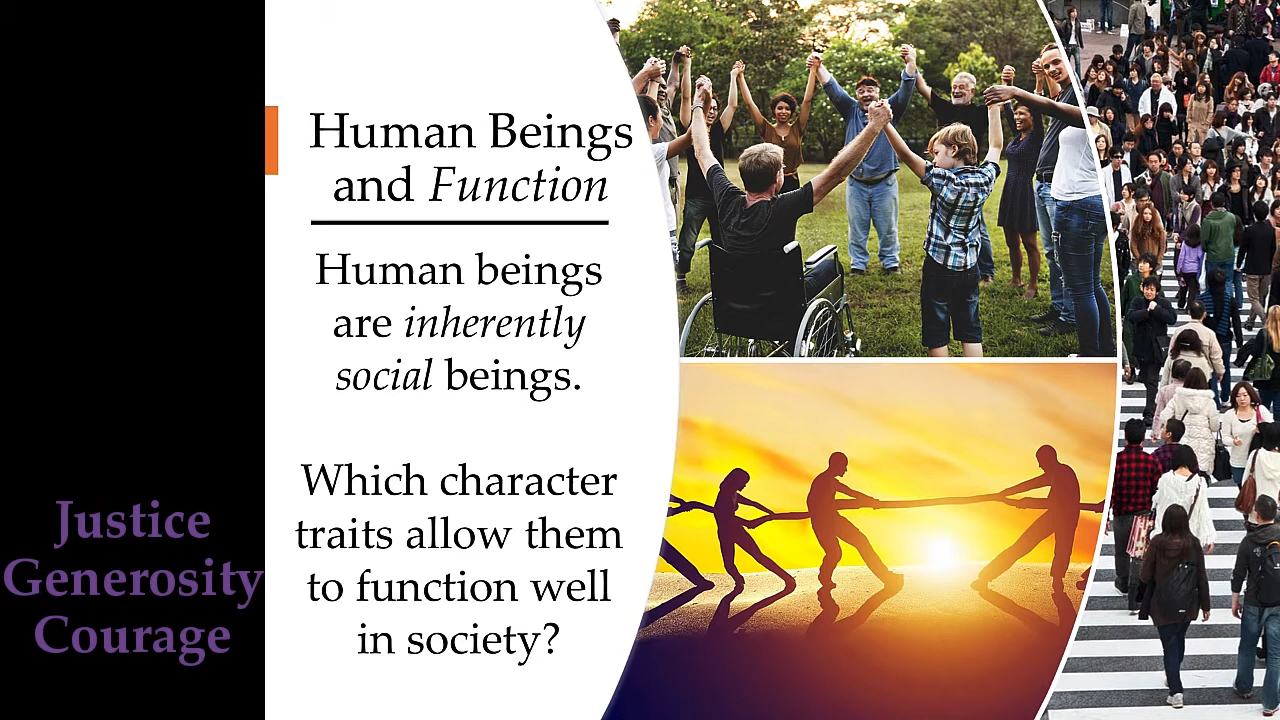 Human Beings
and Function
Human beings
are inherently
social beings.
Which character
traits allow them
to function well
in society?
Justice
Generosity
Courage